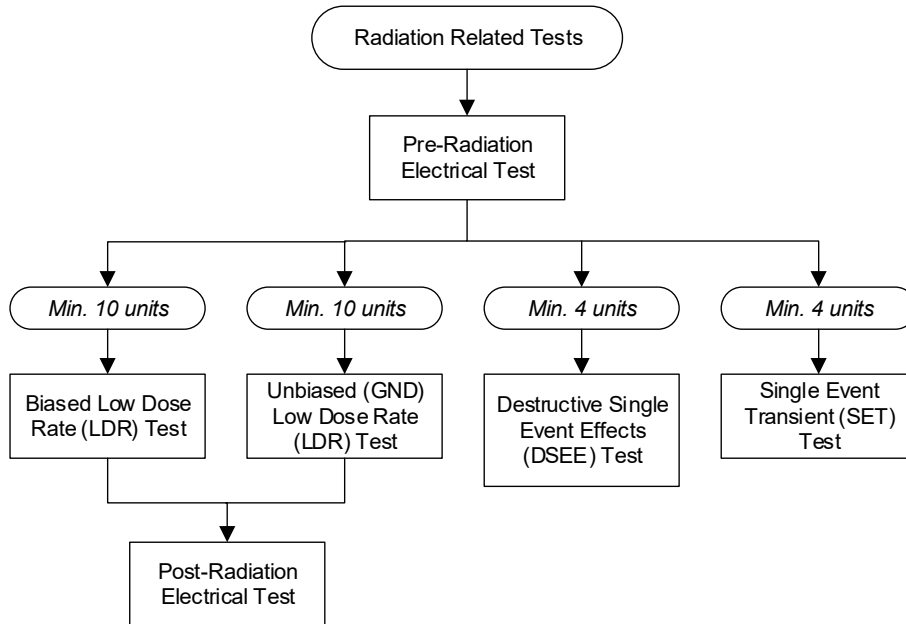 Radiation Related Tests
Pre-Radiation
Electrical Test
Min. 10 units
Min. 10 units
Min. 4 units
Min. 4 units
Biased Low Dose
Rate (LDR) Test
Unbiased (GND)
Low Dose Rate
(LDR) Test
Destructive Single
Event Effects
(DSEE) Test
Single Event
Transient (SET)
Test
Post-Radiation
Electrical Test